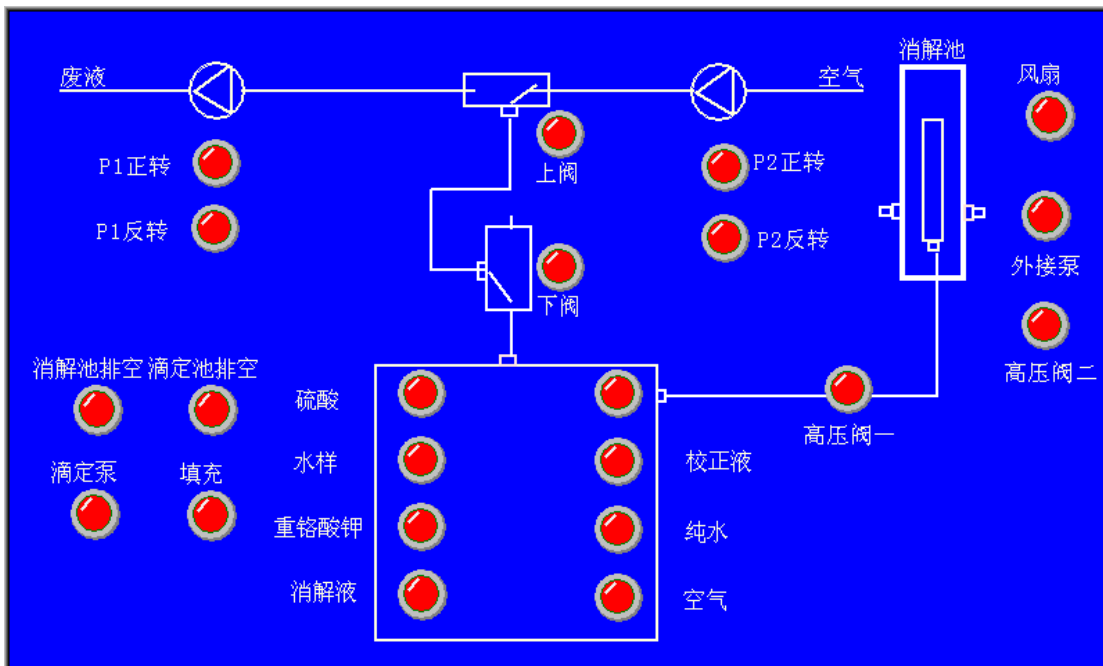 废液
空气
消解池
风扇
P1正转
上阀
P2正转
P1反转
P2反转
外接泵
下阀
消解池排空
滴定池排空
高压阀二
硫酸
高压阀一
滴定泵
填充
水样
校正液
重铬酸钾
纯水
消解液
空气